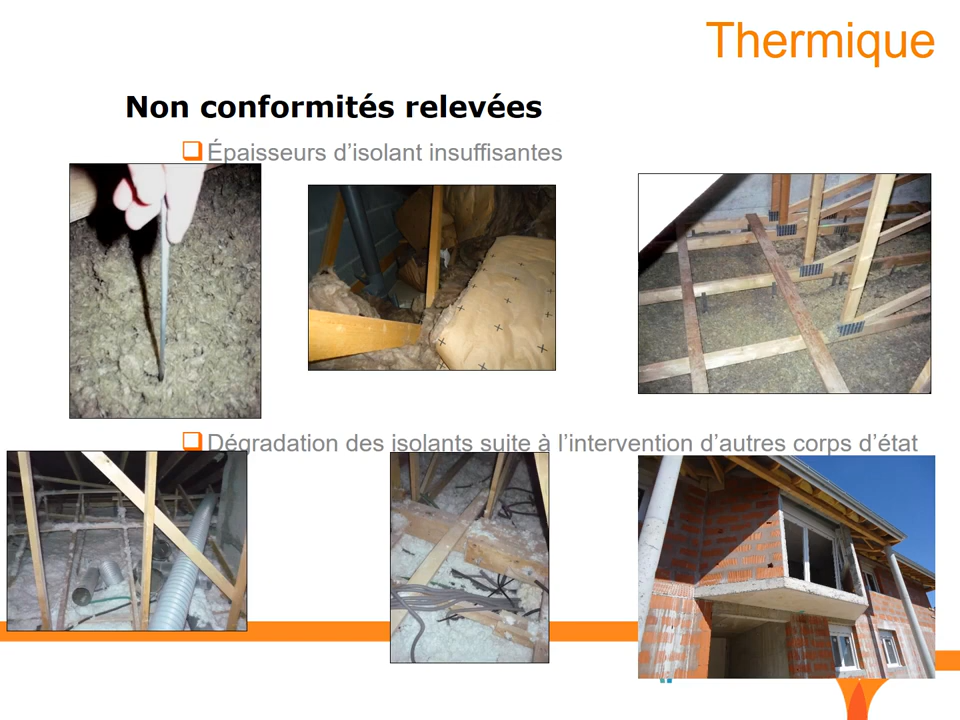 Thermique
Non conformités relevées
Épaisseurs d’isolant insuffisantes
Dégradation des isolants suite à l’intervention d’autres corps d’état